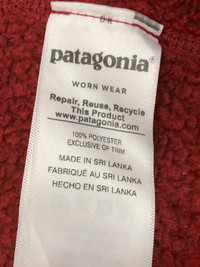 patagonia®
WORN WEAR
Repair, Reuse, Recycle
This Product
www.patagonia.com
100% POLYESTER
EXCLUSIVE OF TRIM
MADE IN SRI LANKA
FABRIQUÉ AU SRI LANKA
HECHO EN SRI LANKA